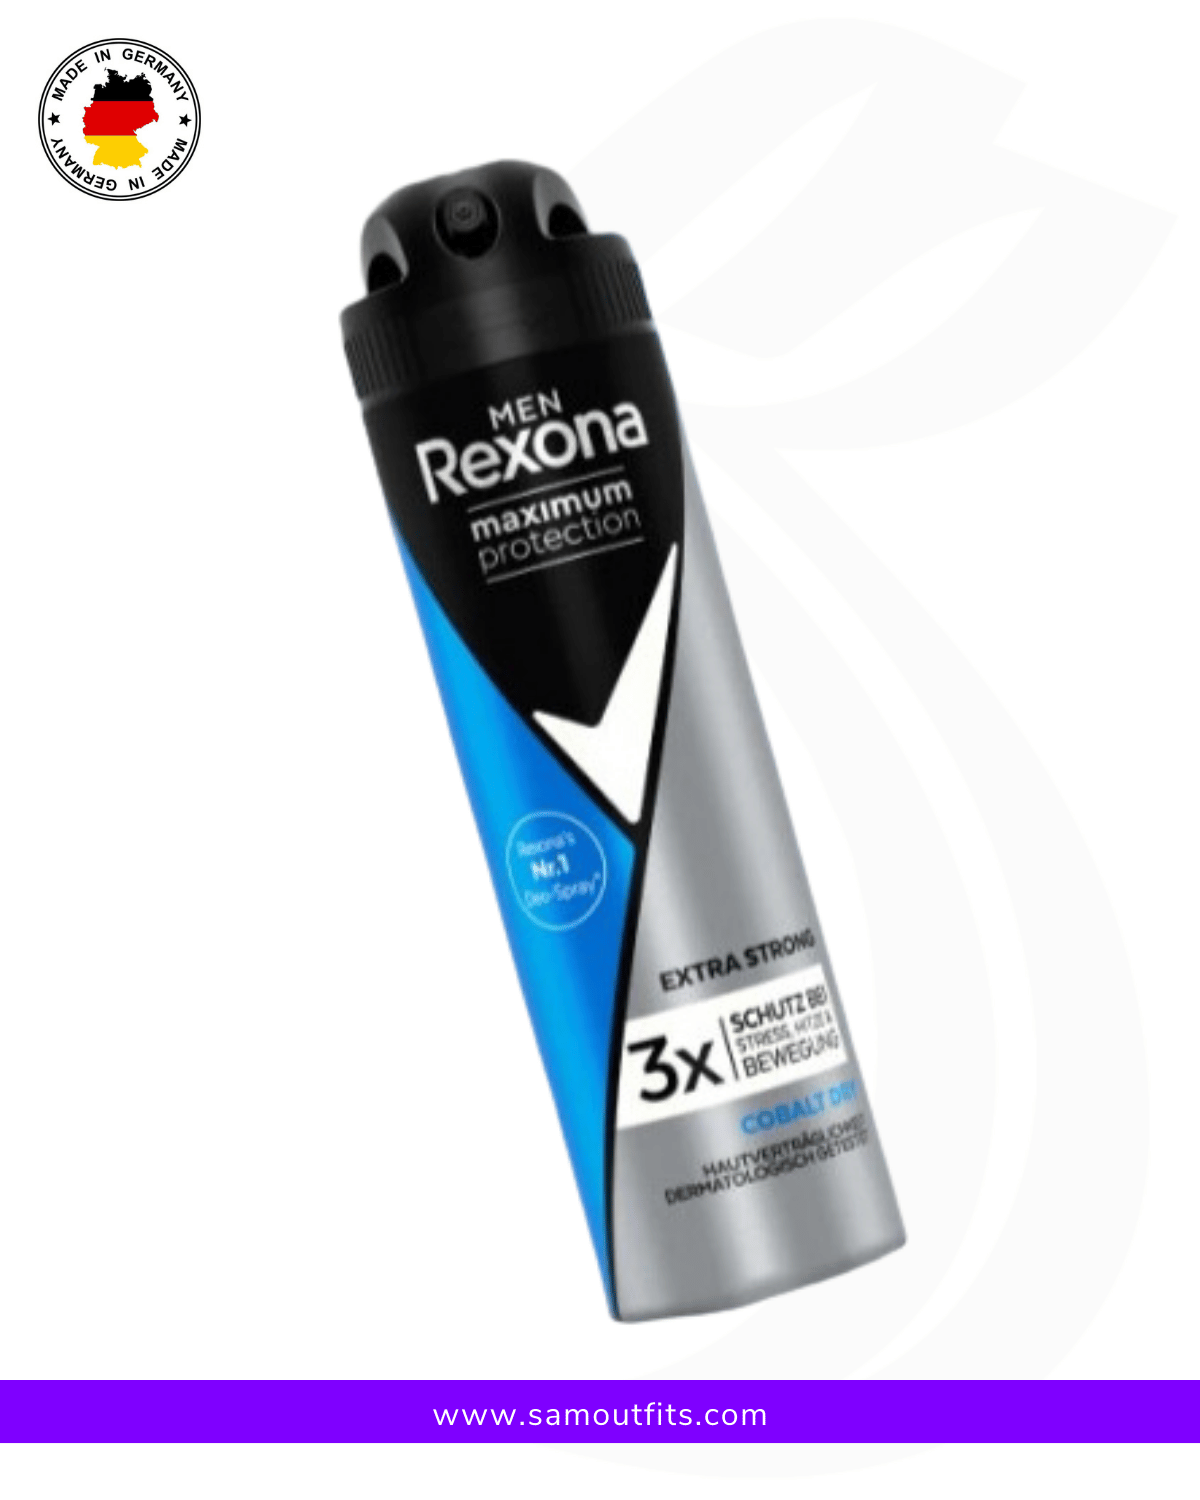 MADE IN GERMANY
MADE IN GERMANY
MEN
Rexona
maximum
protection
Rexona's
Nr.1
Deo-Spray*
EXTRA STRONG
3x
SCHUTZ BEI
STRESS, HITZE &
BEWEGUNG
COBALT DRY
HAUTVERTRÄGLICHKEIT
DERMATOLOGISCH GETESTET
www.samoutfits.com